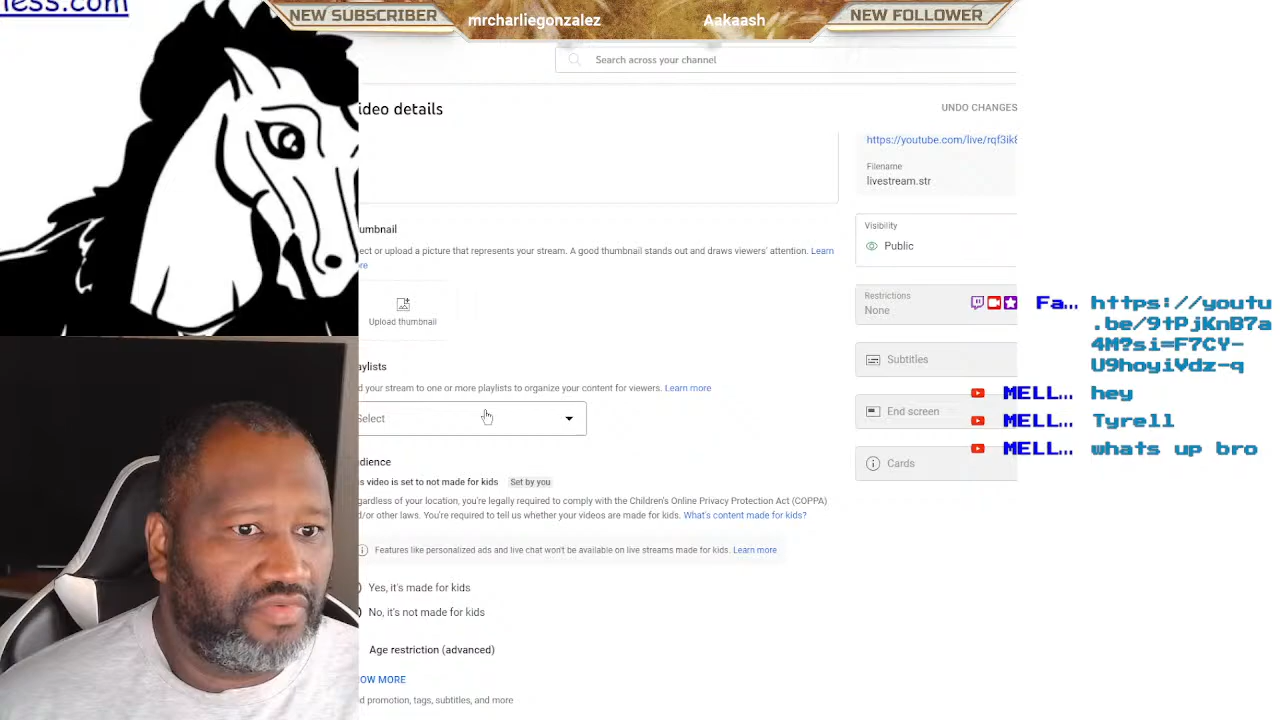 ness.com
NEW SUBSCRIBER
mrcharliegonzalez
Aakaash
NEW FOLLOWER
Search across your channel
ideo details
UNDO CHANGES
https://youtube.com/live/rqf3ik8
Filename
livestream.str
Visibility
Public
Restrictions
None
Subtitles
End screen
Cards
umbnail
ect or upload a picture that represents your stream. A good thumbnail stands out and draws viewers' attention. Learn
re
Upload thumbnail
aylists
d your stream to one or more playlists to organize your content for viewers. Learn more
Select
dience
is video is set to not made for kids Set by you
gardless of your location, you're legally required to comply with the Children's Online Privacy Protection Act (COPPA)
d/or other laws. You're required to tell us whether your videos are made for kids. What's content made for kids?
Features like personalized ads and live chat won't be available on live streams made for kids. Learn more
Yes, it's made for kids
No, it's not made for kids
Age restriction (advanced)
OW MORE
d promotion, tags, subtitles, and more
Fa... https://youtu
.be/9tPjKnB7a
4M?si=F7CY-
U9hoyiVdz-q
MELL... hey
MELL... Tyrell
MELL... whats up bro